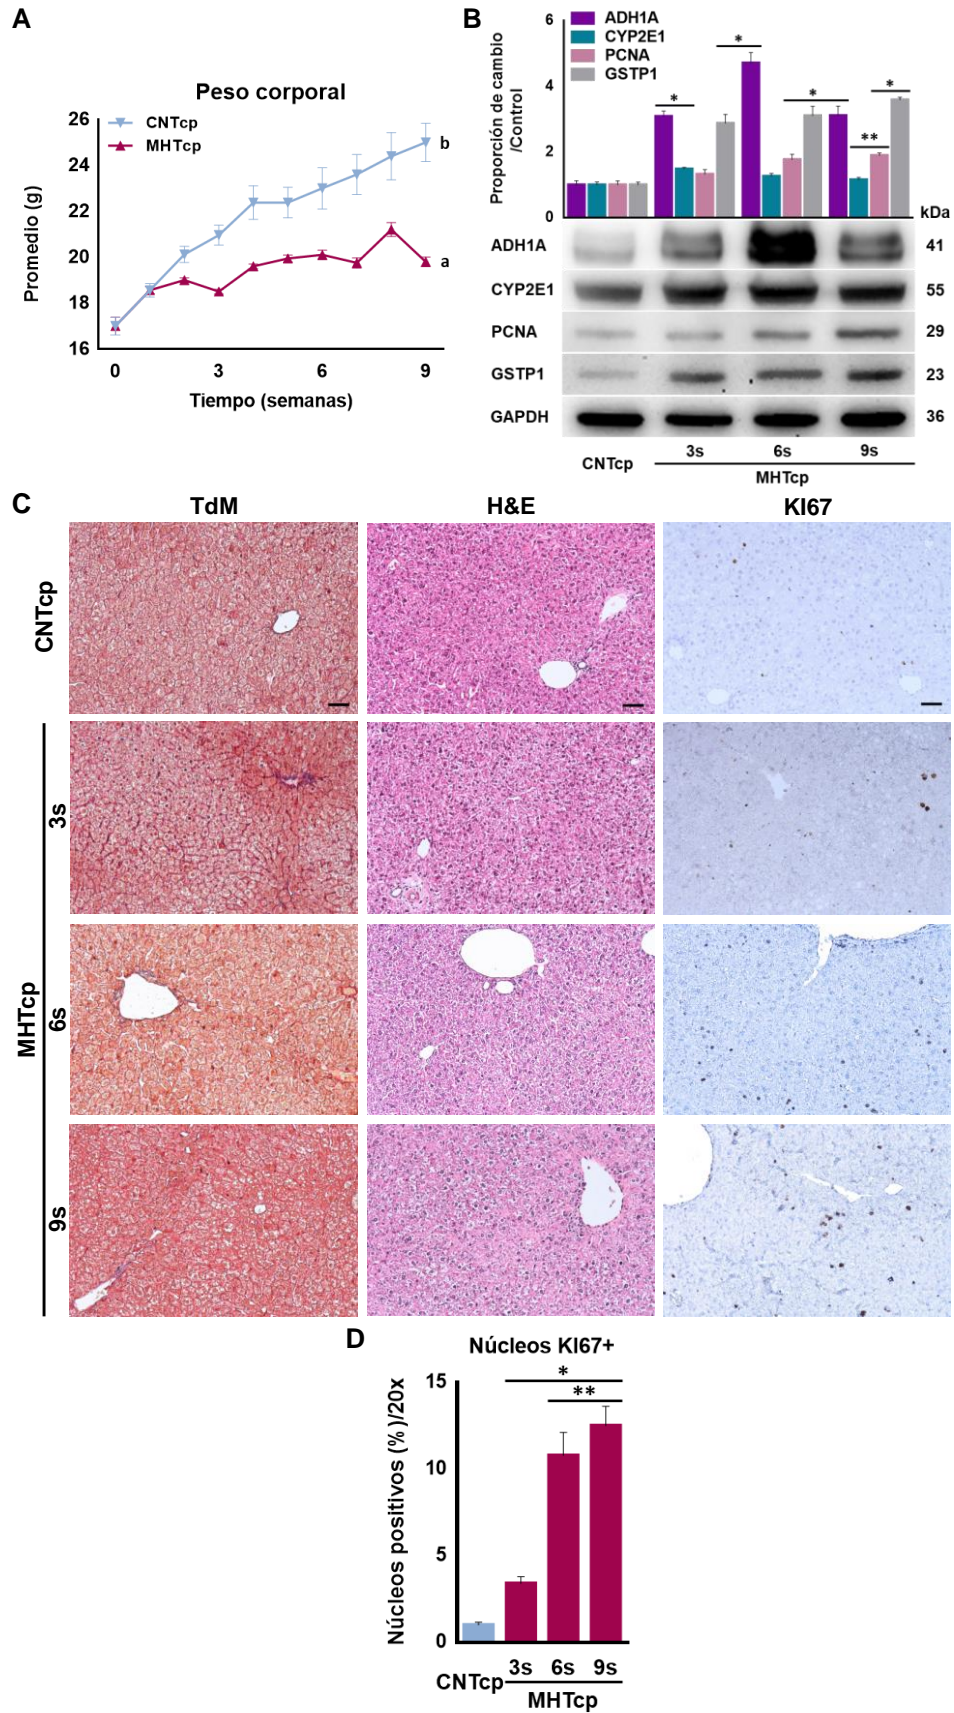 A
Peso corporal
CNTcp
MHTcp
26
24
22
20
18
16
Promedio (g)
b
a
0 3 6 9
Tiempo (semanas)
B
ADH1A
CYP2E1
PCNA
GSTP1
Proporción de cambio
/Control
6
4
2
0
*
*
*
*
**
kDa
ADH1A 41
CYP2E1 55
PCNA 29
GSTP1 23
GAPDH 36
CNTcp 3s 6s 9s
MHTcp
C
TdM H&E KI67
CNTcp
3s
6s
9s
MHTcp
D
Núcleos KI67+
*
**
15
10
5
0
Núcleos positivos (%)/20x
CNTcp 3s 6s 9s
MHTcp